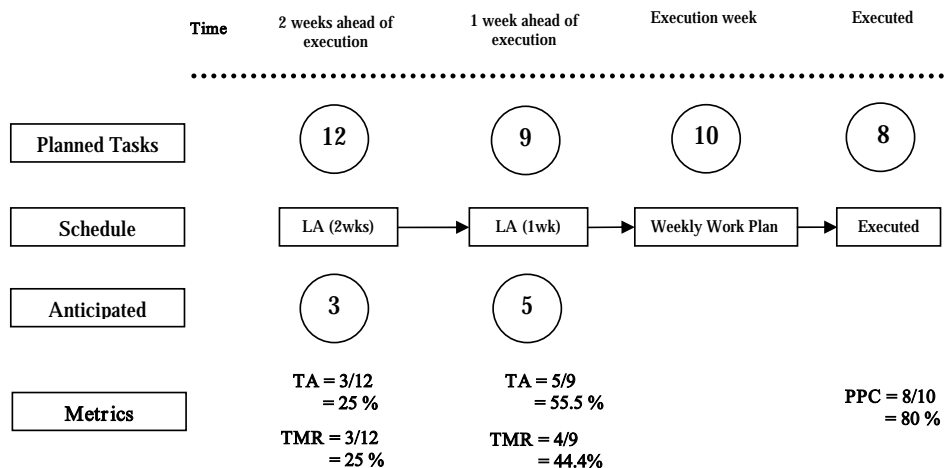 Time
2 weeks ahead of
execution
1 week ahead of
execution
Execution week
Executed
Planned Tasks
12
9
10
8
Schedule
LA (2wks)
LA (1wk)
Weekly Work Plan
Executed
Anticipated
3
5
Metrics
TA = 3/12
= 25 %
TMR = 3/12
= 25 %
TA = 5/9
= 55.5 %
TMR = 4/9
= 44.4%
PPC = 8/10
= 80 %